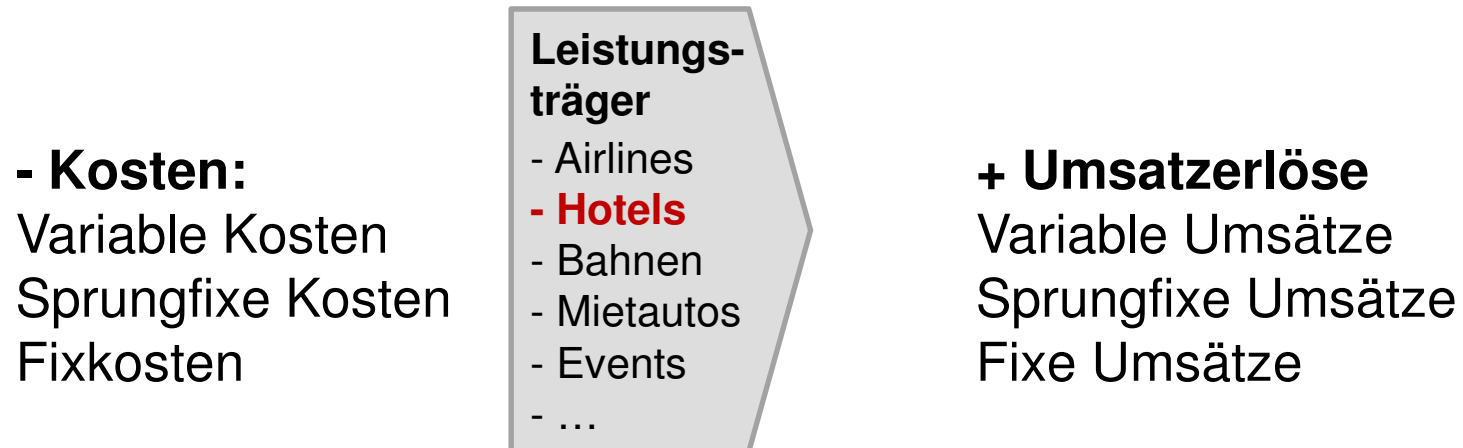 - Kosten:
Variable Kosten
Sprungfixe Kosten
Fixkosten
Leistungs-
träger
- Airlines
- Hotels
- Bahnen
- Mietautos
- Events
- …
+ Umsatzerlöse
Variable Umsätze
Sprungfixe Umsätze
Fixe Umsätze